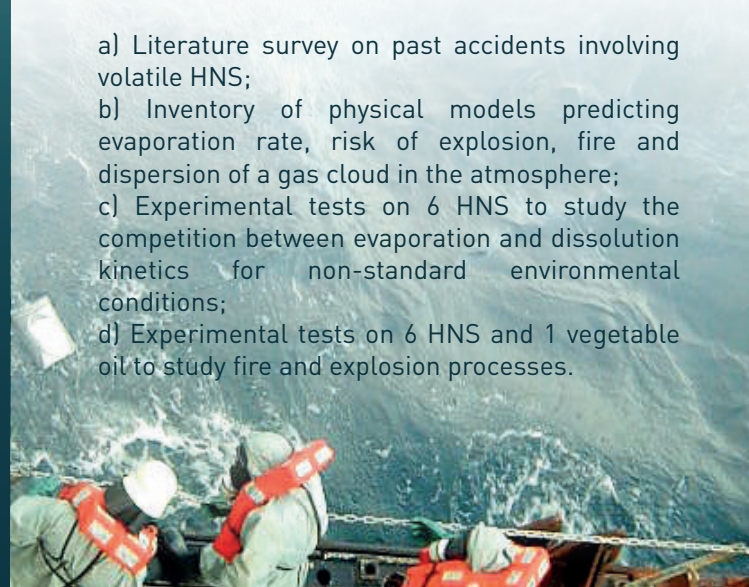 a) Literature survey on past accidents involving
volatile HNS;
b) Inventory of physical models predicting
evaporation rate, risk of explosion, fire and
dispersion of a gas cloud in the atmosphere;
c) Experimental tests on 6 HNS to study the
competition between evaporation and dissolution
kinetics for non-standard environmental
conditions;
d) Experimental tests on 6 HNS and 1 vegetable
oil to study fire and explosion processes.